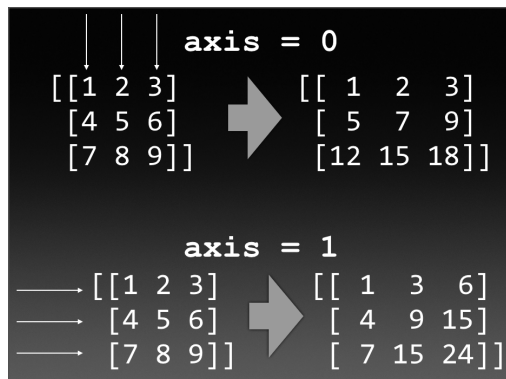 axis = 0
[[1 2 3]
[4 5 6]
[7 8 9]]
[[ 1 2 3]
[ 5 7 9]
[12 15 18]]
axis = 1
[[1 2 3]
[4 5 6]
[7 8 9]]
[[ 1 3 6]
[ 4 9 15]
[ 7 15 24]]